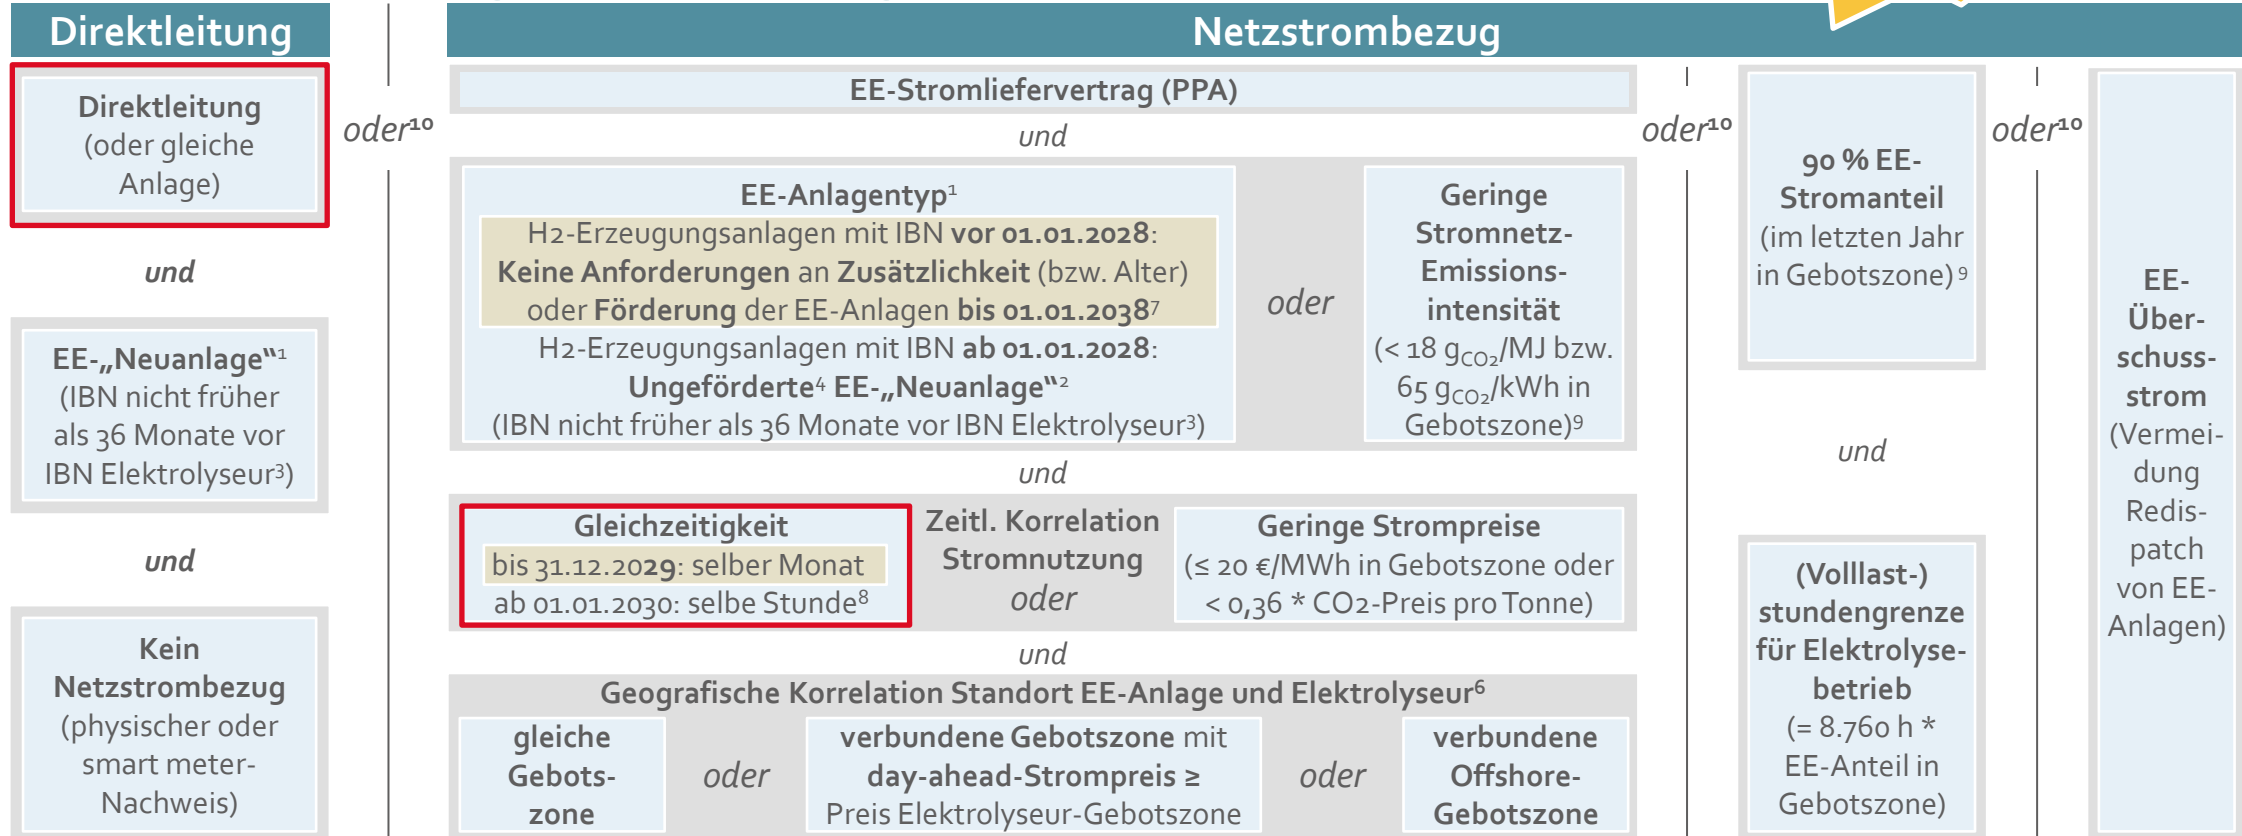 Direktleitung
Direktleitung
(oder gleiche
Anlage)
und
EE-„Neuanlage“¹
(IBN nicht früher
als 36 Monate vor
IBN Elektrolyseur³)
und
Kein
Netzstrombezug
(physischer oder
smart meter-
Nachweis)
oder¹⁰
Netzstrombezug
EE-Stromliefervertrag (PPA)
und
EE-Anlagentyp¹
H2-Erzeugungsanlagen mit IBN vor 01.01.2028:
Keine Anforderungen an Zusätzlichkeit (bzw. Alter)
oder Förderung der EE-Anlagen bis 01.01.2038⁷
H2-Erzeugungsanlagen mit IBN ab 01.01.2028:
Ungeförderte⁴ EE-„Neuanlage“²
(IBN nicht früher als 36 Monate vor IBN Elektrolyseur³)
oder
Geringe
Stromnetz-
Emissions-
intensität
(< 18 gCO₂/MJ bzw.
65 gCO₂/kWh in
Gebotszone)⁹
und
Gleichzeitigkeit
bis 31.12.2029: selber Monat
ab 01.01.2030: selbe Stunde⁸
Zeitl. Korrelation
Stromnutzung
oder
Geringe Strompreise
(≤ 20 €/MWh in Gebotszone oder
< 0,36 * CO2-Preis pro Tonne)
und
Geografische Korrelation Standort EE-Anlage und Elektrolyseur⁶
gleiche
Gebots-
zone
oder
verbundene Gebotszone mit
day-ahead-Strompreis ≥
Preis Elektrolyseur-Gebotszone
oder
verbundene
Offshore-
Gebotszone
oder¹⁰
90 % EE-
Stromanteil
(im letzten Jahr
in Gebotszone)⁹
und
(Volllast-)
stundengrenze
für Elektrolyse-
betrieb
(= 8.760 h *
EE-Anteil in
Gebotszone)
oder¹⁰
EE-
Über-
schuss-
strom
(Vermei-
dung
Redis-
patch
von EE-
Anlagen)